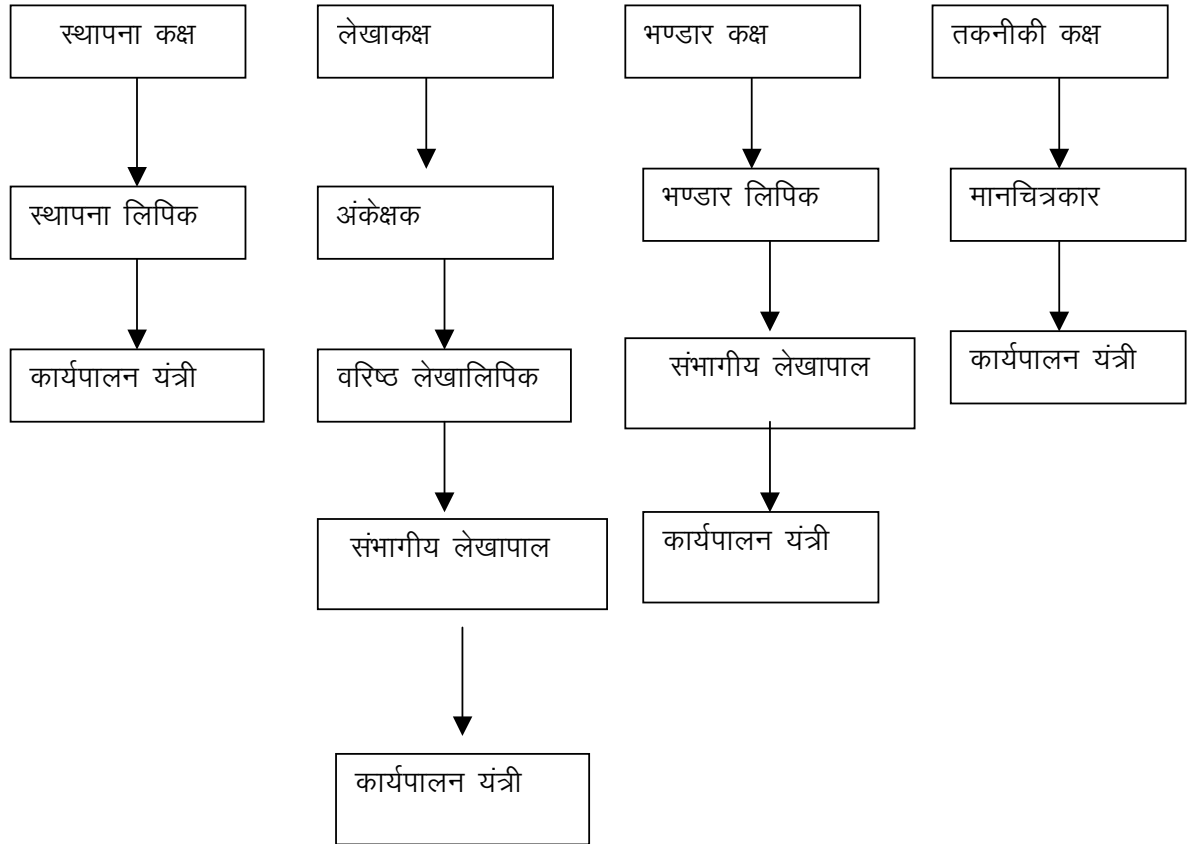 स्थापना कक्ष
लेखाकक्ष
भण्डार कक्ष
तकनीकी कक्ष
स्थापना लिपिक
अंकेक्षक
भण्डार लिपिक
मानचित्रकार
कार्यपालन यंत्री
वरिष्ठ लेखालिपिक
संभागीय लेखापाल
कार्यपालन यंत्री
संभागीय लेखापाल
कार्यपालन यंत्री
कार्यपालन यंत्री